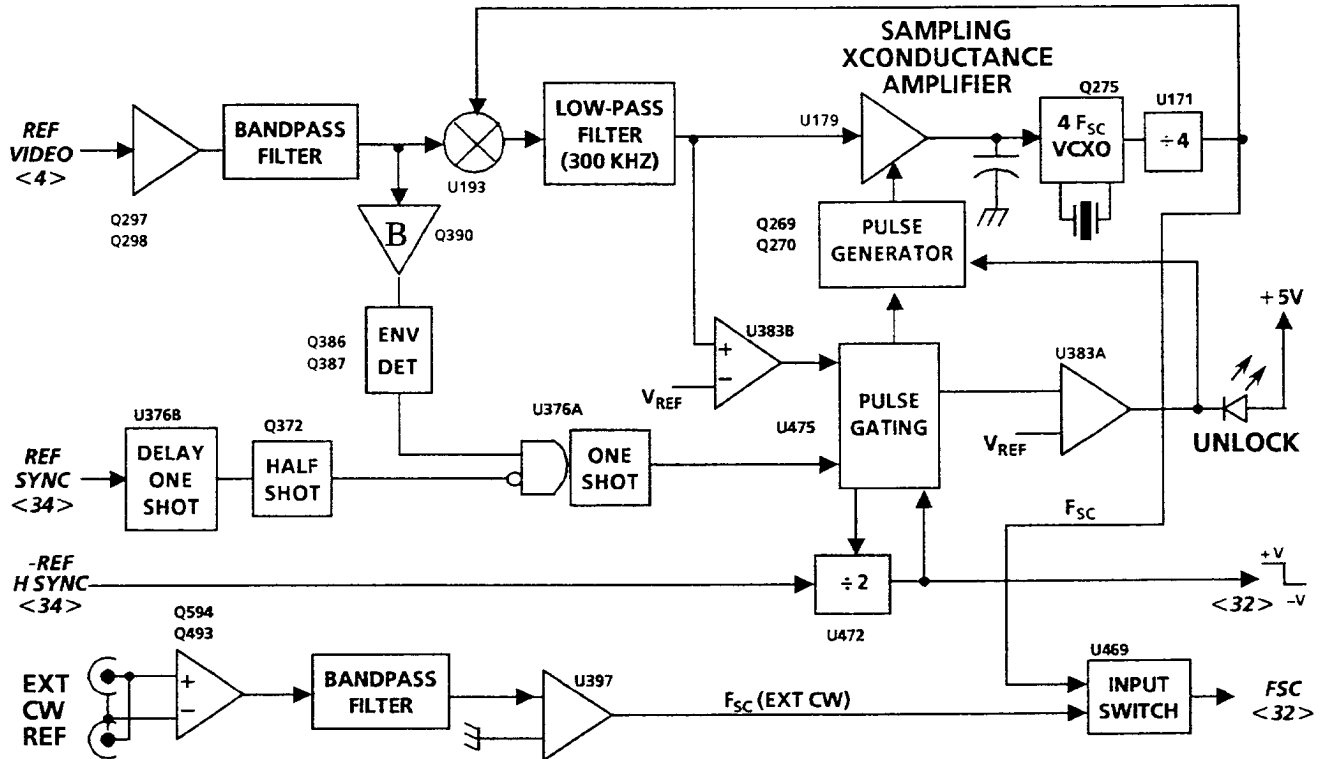 SAMPLING
XCONDUCTANCE
AMPLIFIER
REF
VIDEO
<4>
Q297
Q298
BANDPASS
FILTER
U193
LOW-PASS
FILTER
(300 KHZ)
U179
Q275
4 FSC
VCXO
U171
÷4
B
Q390
Q269
Q270
PULSE
GENERATOR
Q386
Q387
ENV
DET
U383B
+
−
VREF
U475
PULSE
GATING
U383A
VREF
+5V
UNLOCK
U376B
REF
SYNC
<34>
DELAY
ONE
SHOT
Q372
HALF
SHOT
U376A
ONE
SHOT
FSC
-REF
H SYNC
<34>
÷2
U472
<32>
+V
−V
Q594
Q493
EXT
CW
REF
+
−
BANDPASS
FILTER
U397
FSC (EXT CW)
U469
INPUT
SWITCH
FSC
<32>